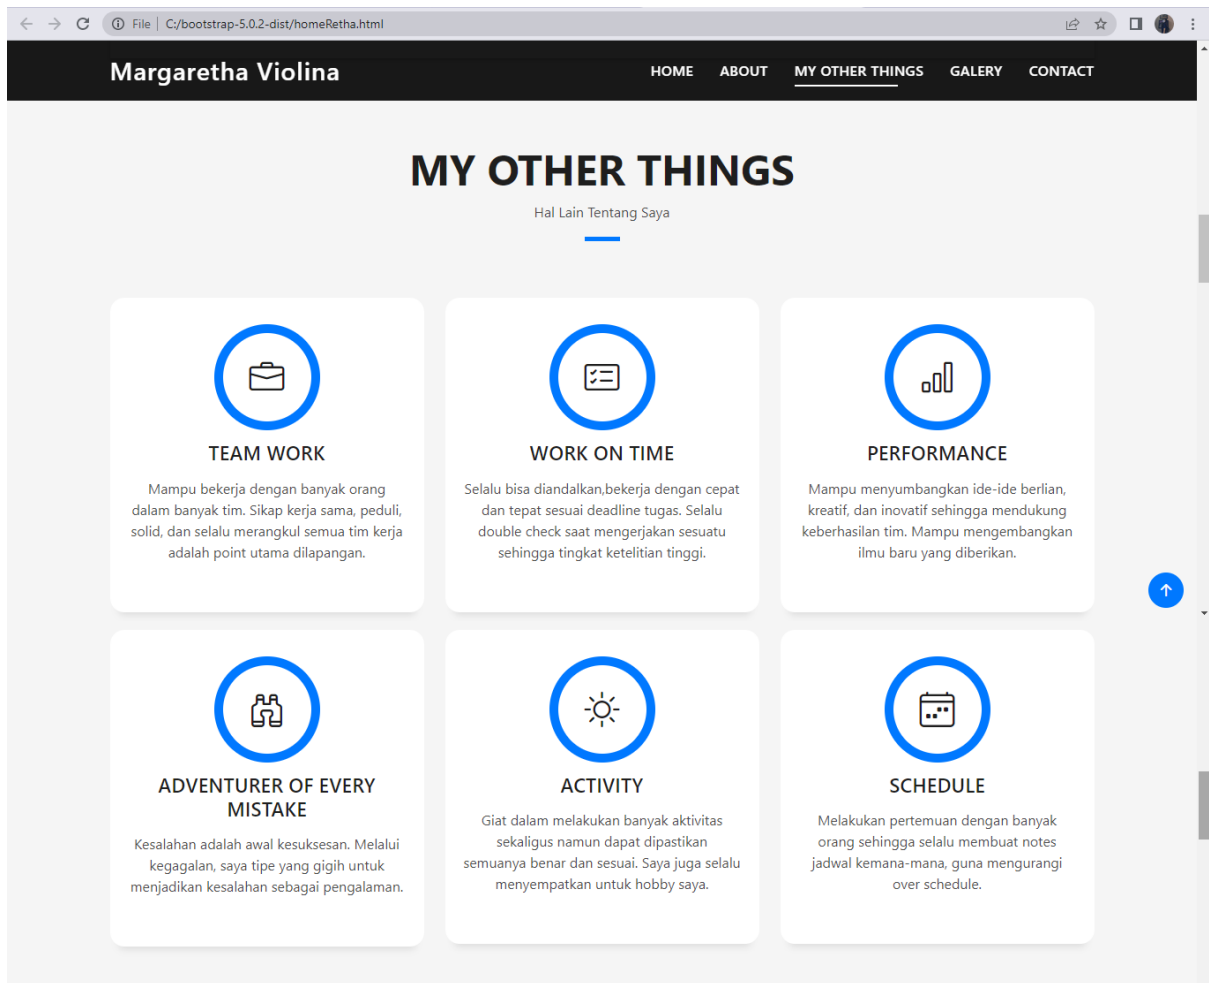 File | C:/bootstrap-5.0.2-dist/homeRetha.html
Margaretha Violina
HOME ABOUT MY OTHER THINGS GALERY CONTACT
MY OTHER THINGS
Hal Lain Tentang Saya
TEAM WORK
Mampu bekerja dengan banyak orang
dalam banyak tim. Sikap kerja sama, peduli,
solid, dan selalu merangkul semua tim kerja
adalah point utama dilapangan.
WORK ON TIME
Selalu bisa diandalkan,bekerja dengan cepat
dan tepat sesuai deadline tugas. Selalu
double check saat mengerjakan sesuatu
sehingga tingkat ketelitian tinggi.
PERFORMANCE
Mampu menyumbangkan ide-ide berlian,
kreatif, dan inovatif sehingga mendukung
keberhasilan tim. Mampu mengembangkan
ilmu baru yang diberikan.
ADVENTURER OF EVERY
MISTAKE
Kesalahan adalah awal kesuksesan. Melalui
kegagalan, saya tipe yang gigih untuk
menjadikan kesalahan sebagai pengalaman.
ACTIVITY
Giat dalam melakukan banyak aktivitas
sekaligus namun dapat dipastikan
semuanya benar dan sesuai. Saya juga selalu
menyempatkan untuk hobby saya.
SCHEDULE
Melakukan pertemuan dengan banyak
orang sehingga selalu membuat notes
jadwal kemana-mana, guna mengurangi
over schedule.